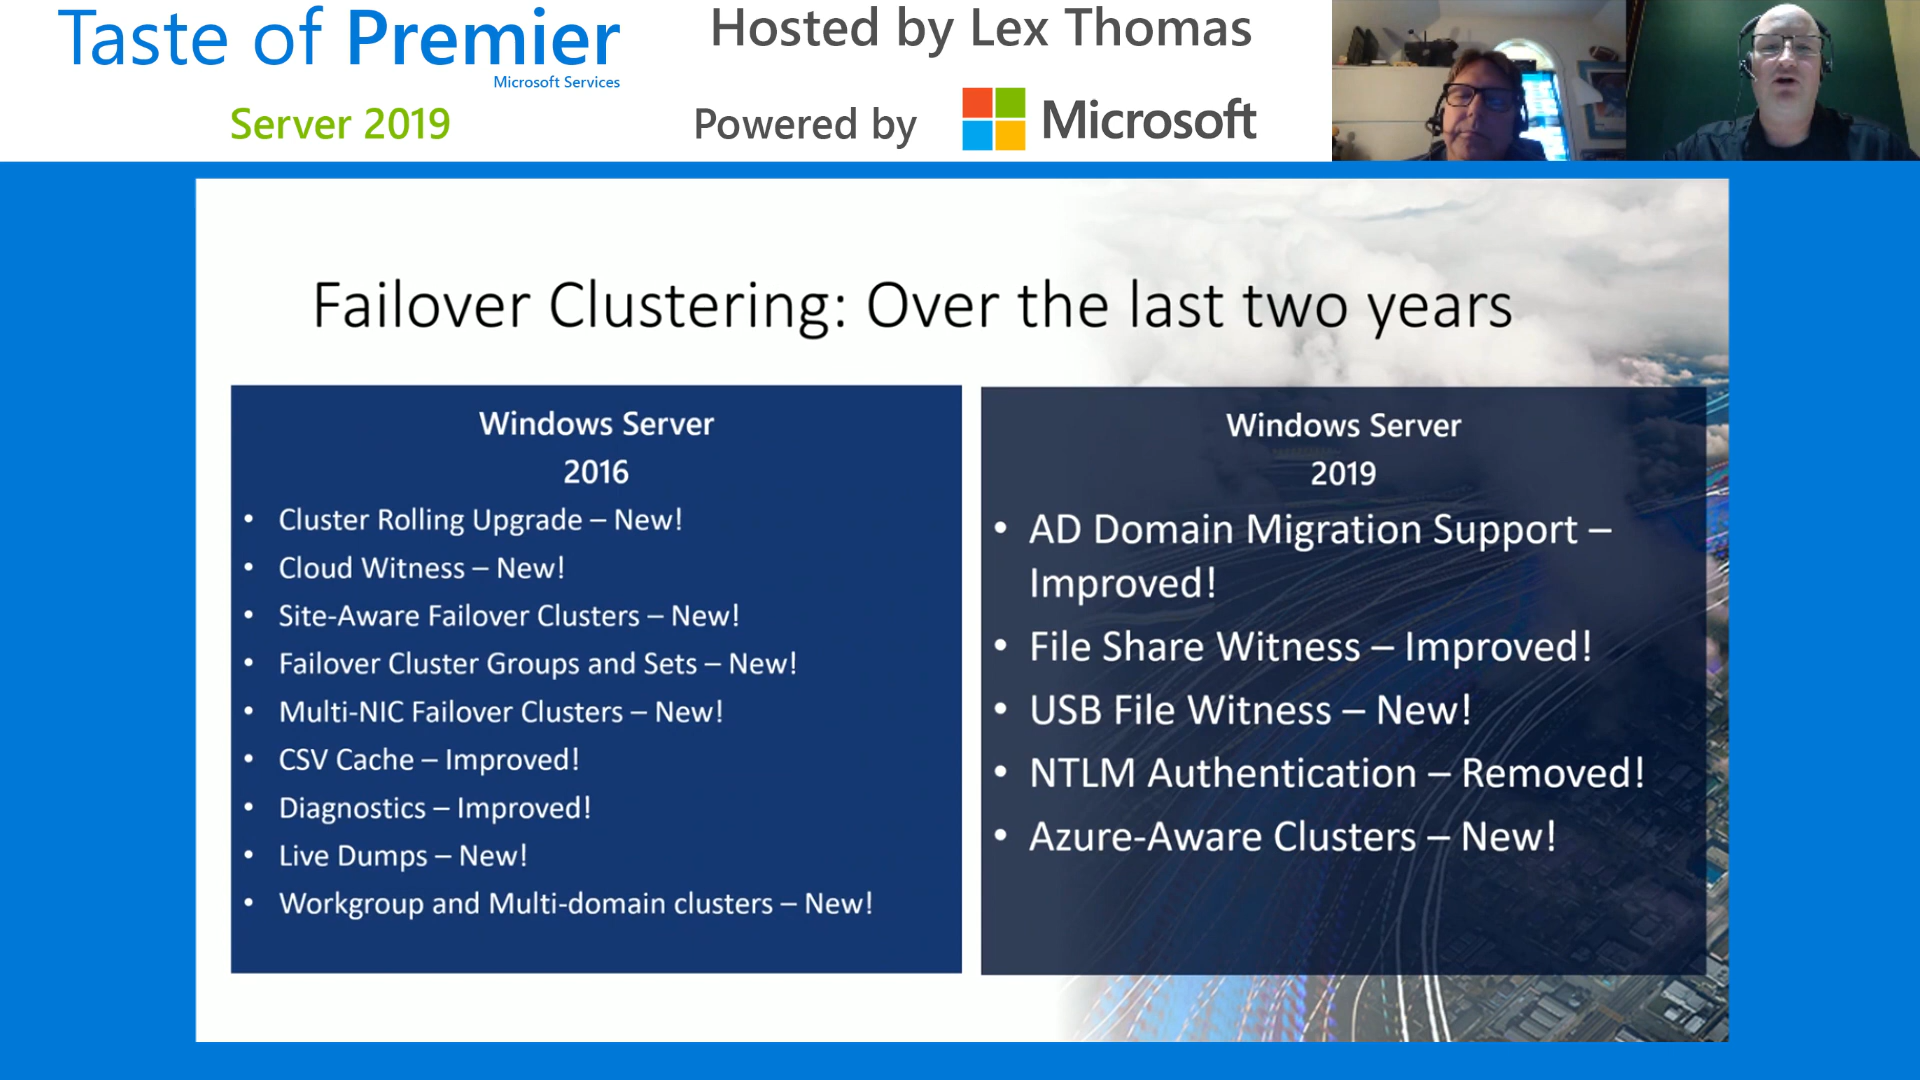 Taste of Premier
Microsoft Services
Server 2019
Hosted by Lex Thomas
Powered by Microsoft
Failover Clustering: Over the last two years
Windows Server
2016
• Cluster Rolling Upgrade – New!
• Cloud Witness – New!
• Site-Aware Failover Clusters – New!
• Failover Cluster Groups and Sets – New!
• Multi-NIC Failover Clusters – New!
• CSV Cache – Improved!
• Diagnostics – Improved!
• Live Dumps – New!
• Workgroup and Multi-domain clusters – New!
Windows Server
2019
• AD Domain Migration Support –
Improved!
• File Share Witness – Improved!
• USB File Witness – New!
• NTLM Authentication – Removed!
• Azure-Aware Clusters – New!